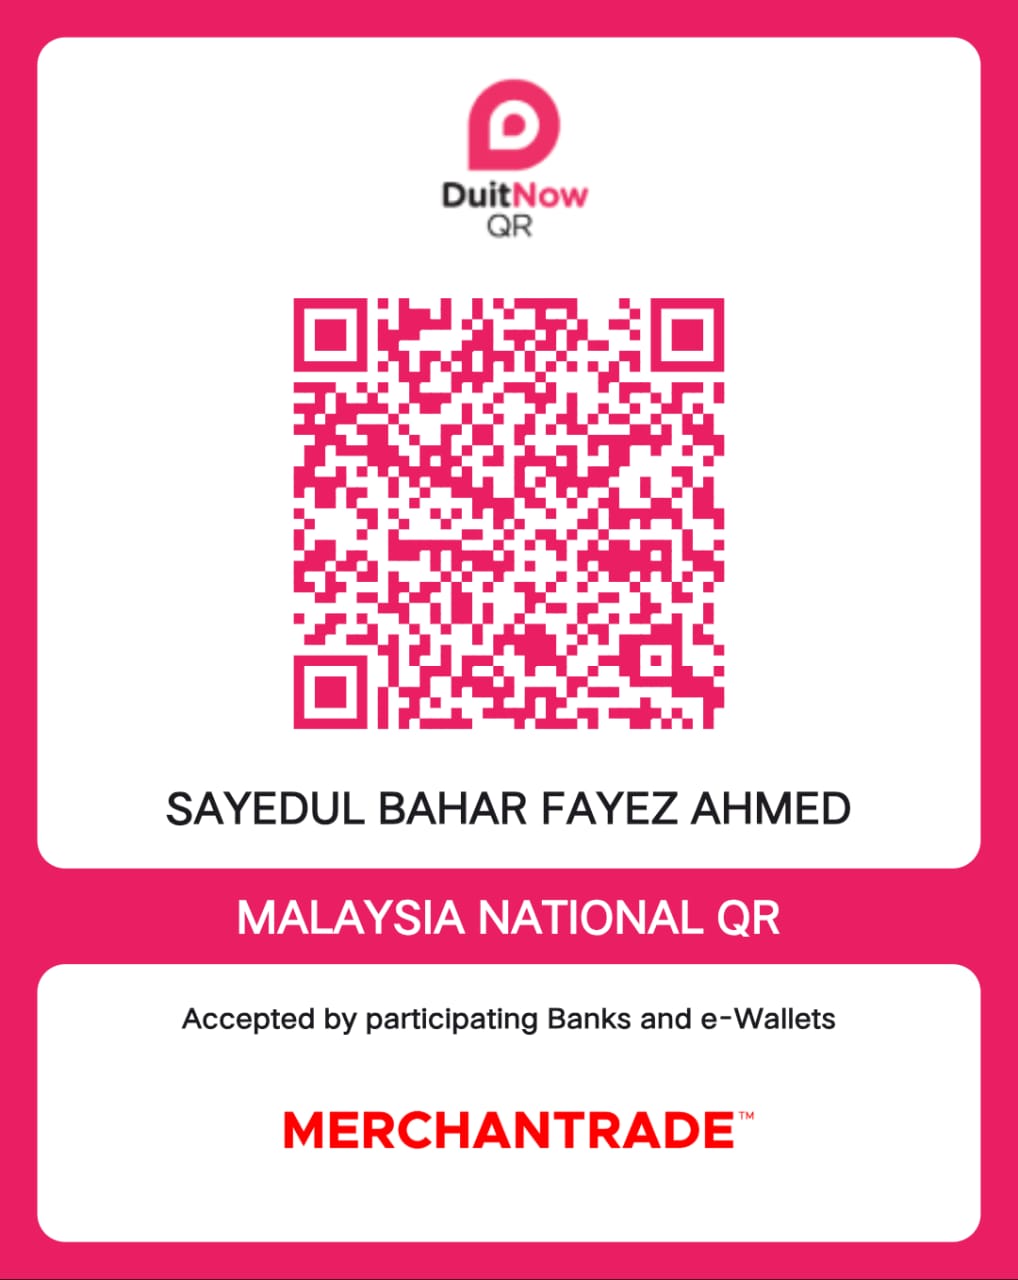 DuitNow
QR
SAYEDUL BAHAR FAYEZ AHMED
MALAYSIA NATIONAL QR
Accepted by participating Banks and e-Wallets
MERCHANTRADE™